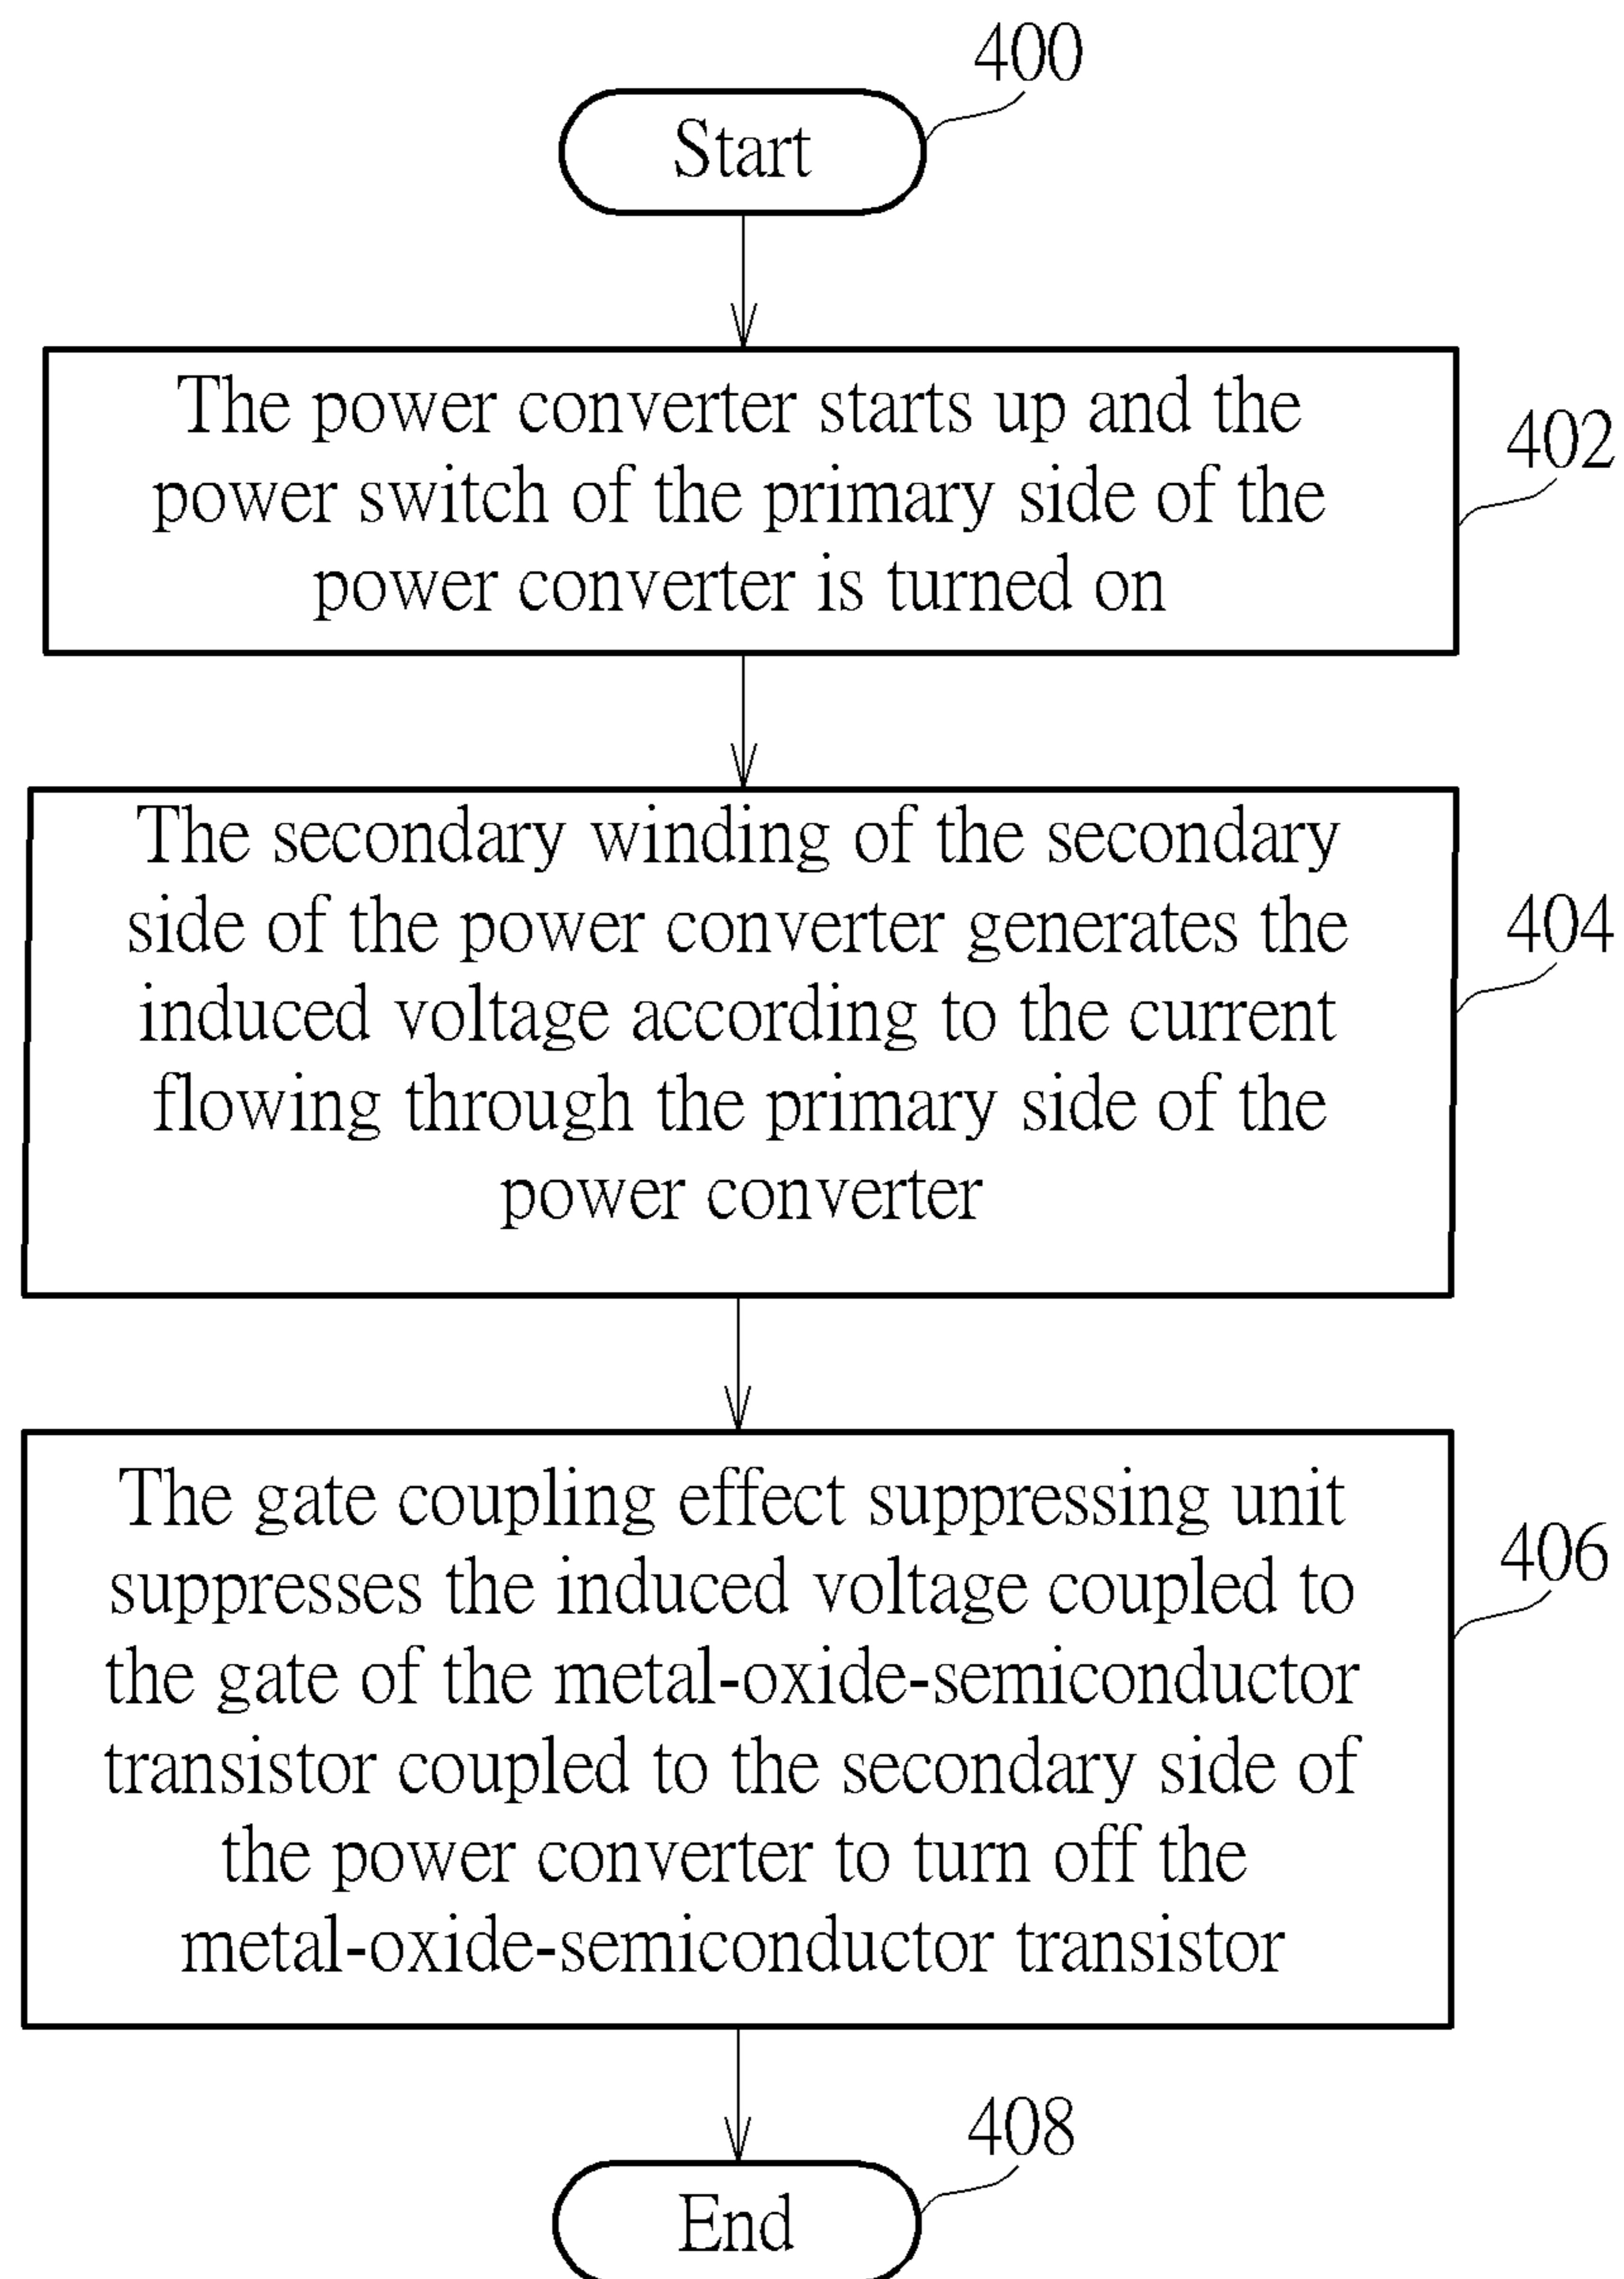 400
Start
The power converter starts up and the
power switch of the primary side of the
power converter is turned on
402
The secondary winding of the secondary
side of the power converter generates the
induced voltage according to the current
flowing through the primary side of the
power converter
404
The gate coupling effect suppressing unit
suppresses the induced voltage coupled to
the gate of the metal-oxide-semiconductor
transistor coupled to the secondary side of
the power converter to turn off the
metal-oxide-semiconductor transistor
406
408
End